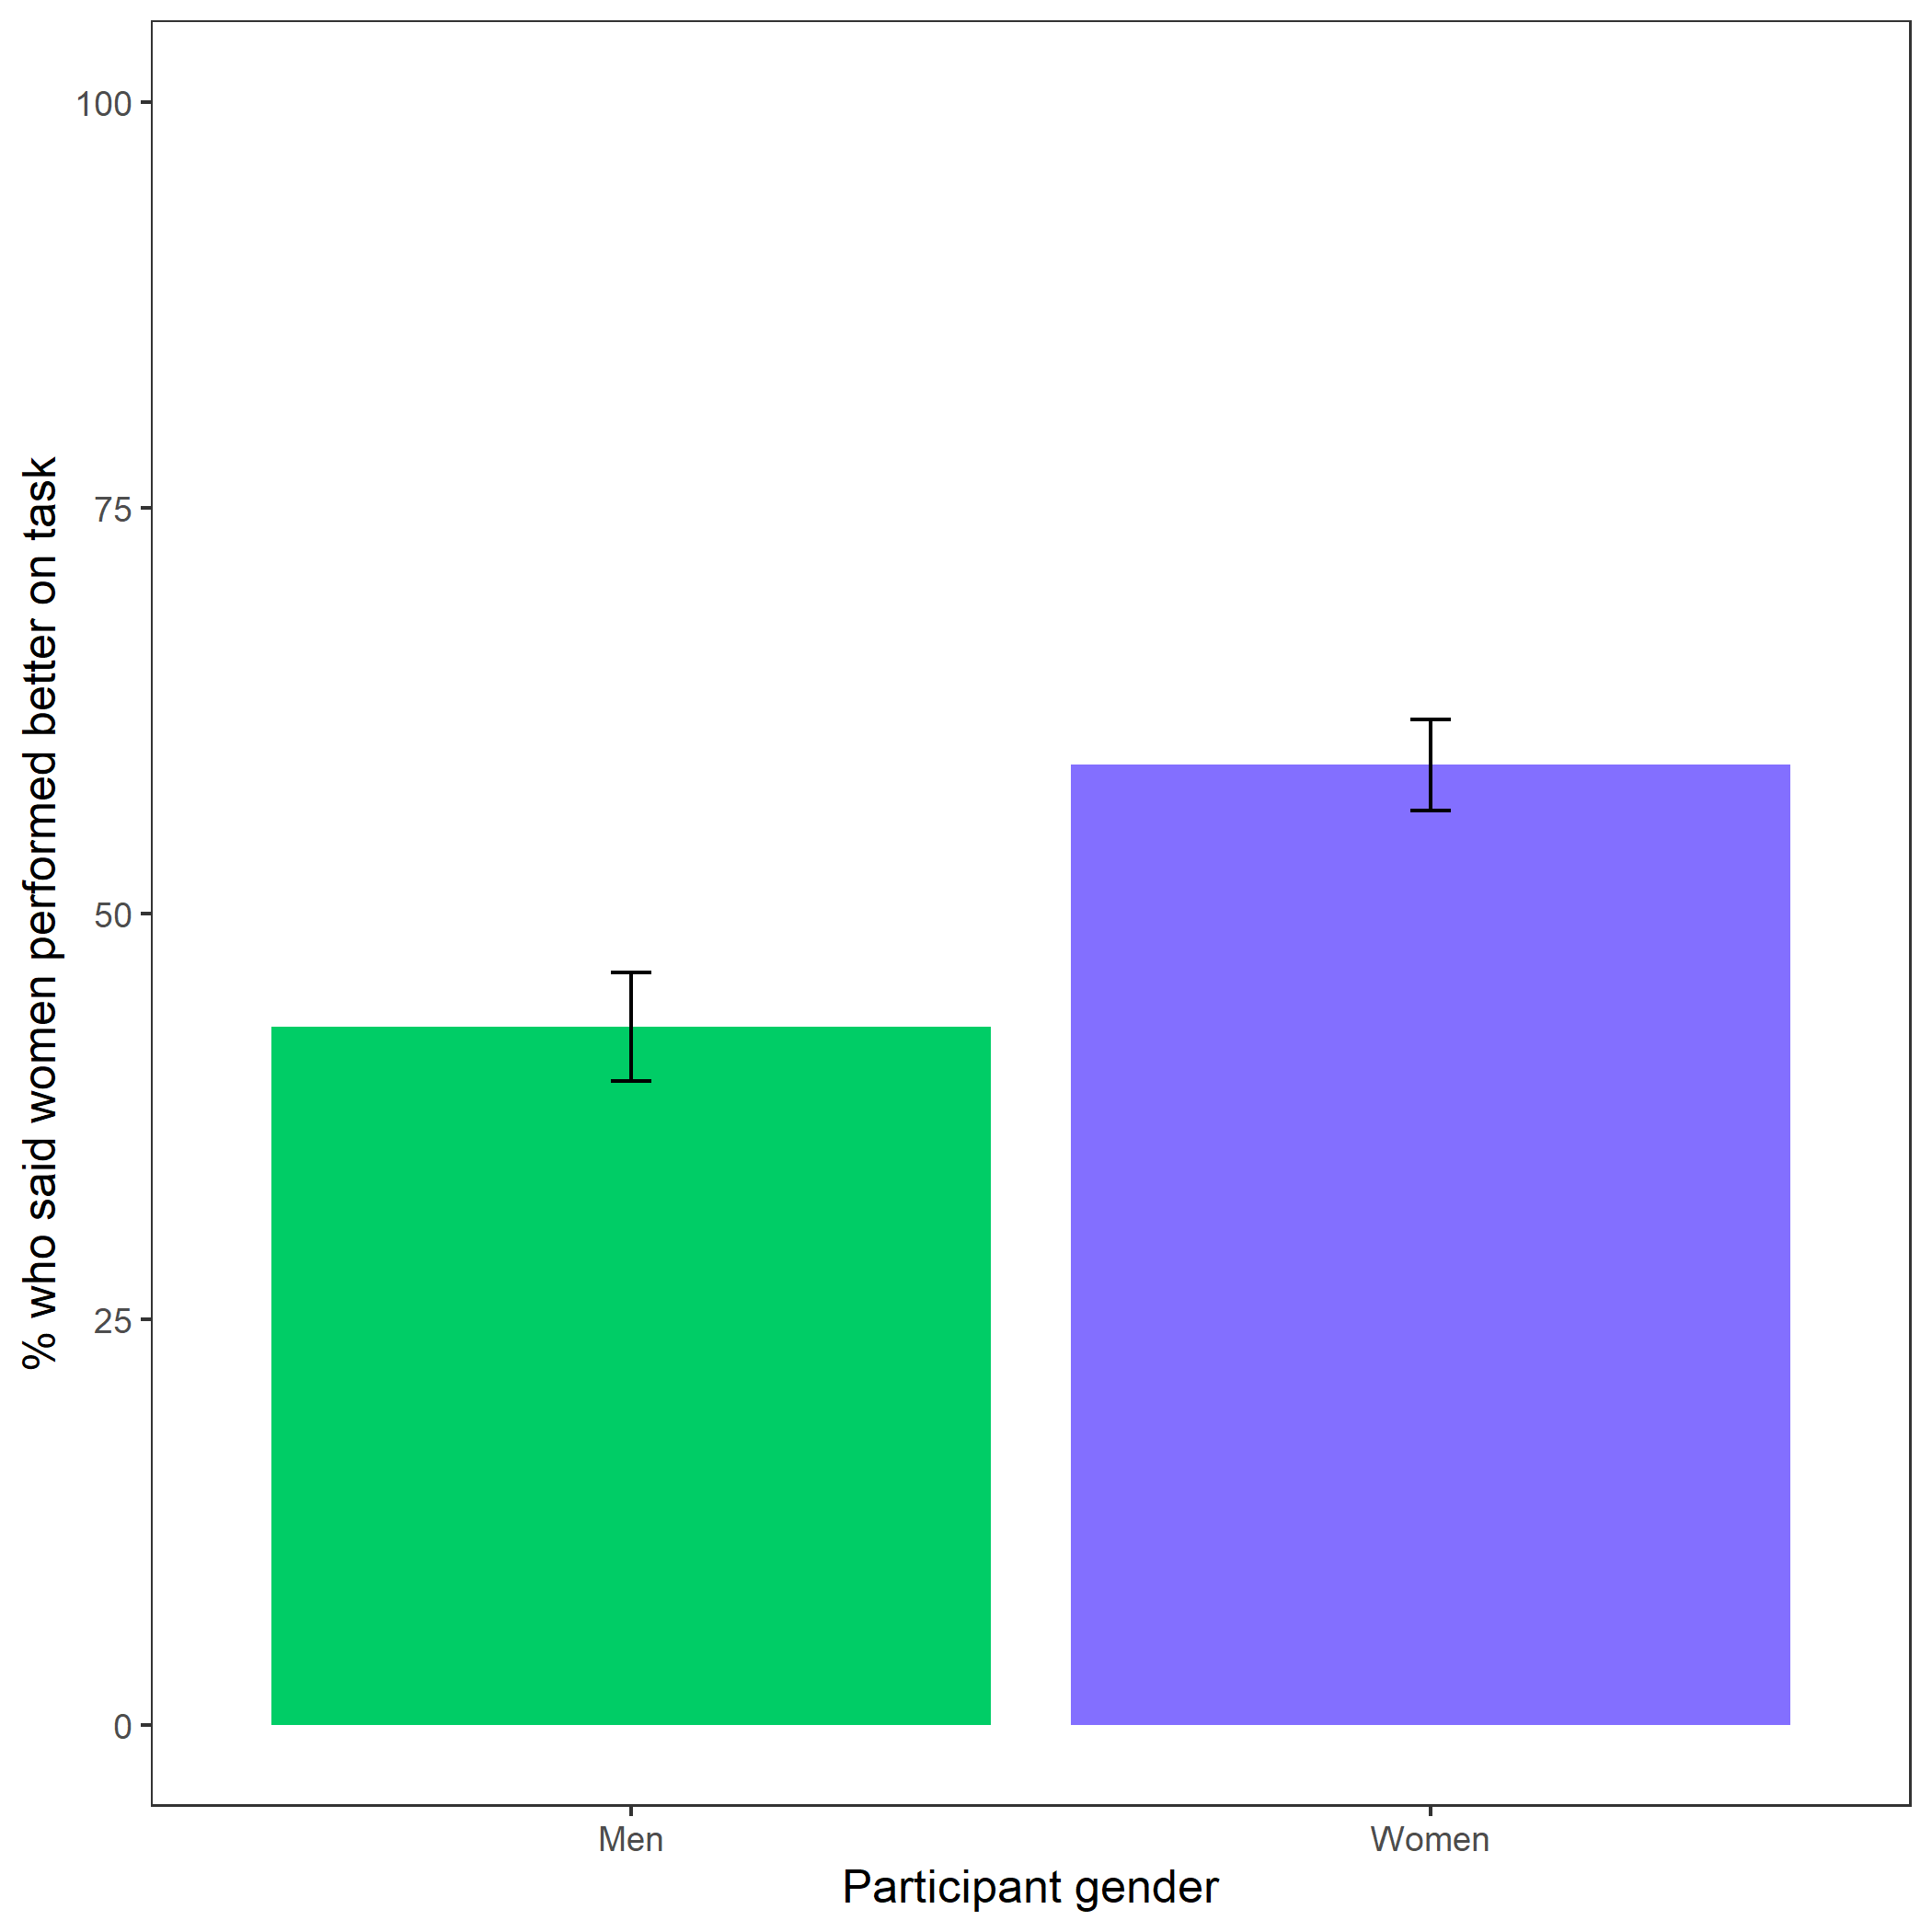 % who said women performed better on task
100
75
50
25
0
Men
Women
Participant gender